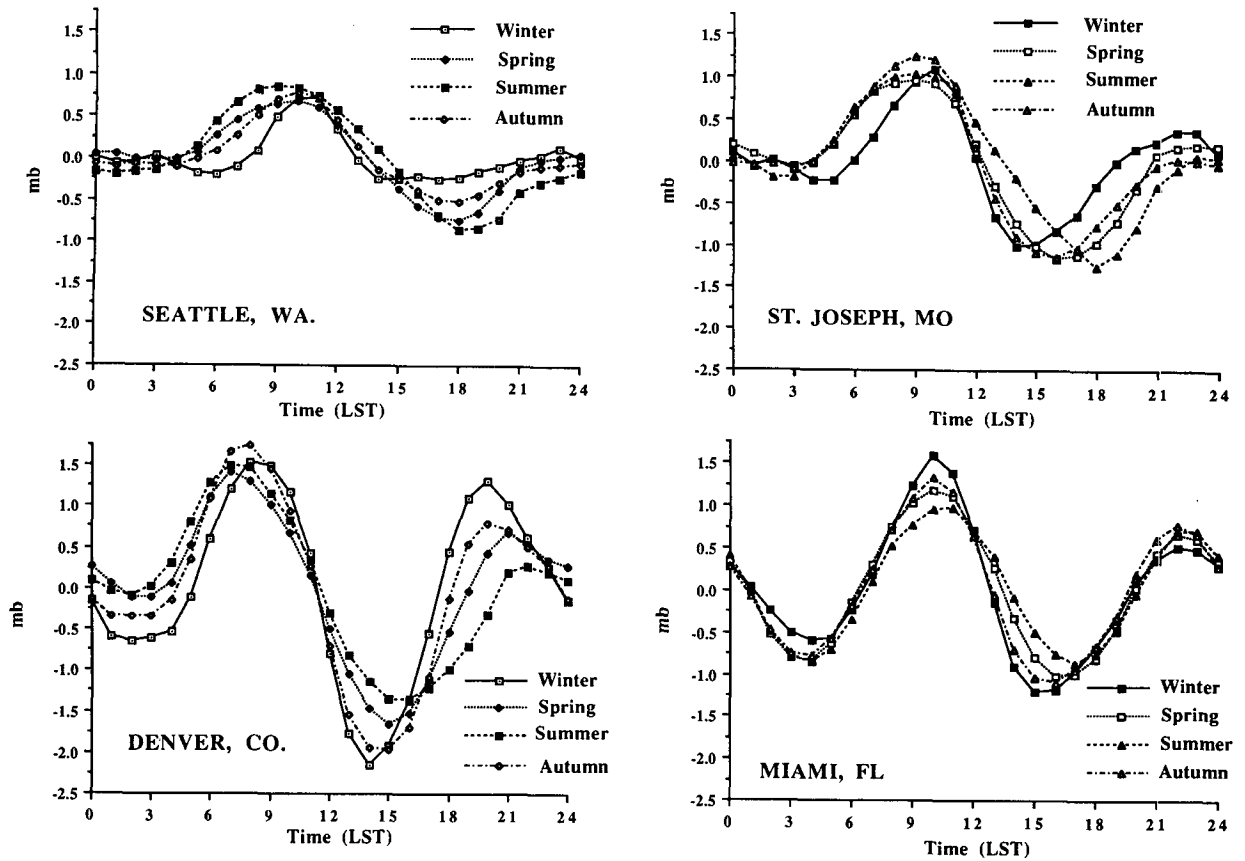 1.5
1.0
0.5
0.0
-0.5
-1.0
-1.5
-2.0
-2.5
mb
Winter
Spring
Summer
Autumn
SEATTLE, WA.
0 3 6 9 12 15 18 21 24
Time (LST)
1.5
1.0
0.5
0.0
-0.5
-1.0
-1.5
-2.0
-2.5
mb
Winter
Spring
Summer
Autumn
ST. JOSEPH, MO
0 3 6 9 12 15 18 21 24
Time (LST)
1.5
1.0
0.5
0.0
-0.5
-1.0
-1.5
-2.0
-2.5
mb
Winter
Spring
Summer
Autumn
DENVER, CO.
0 3 6 9 12 15 18 21 24
Time (LST)
1.5
1.0
0.5
0.0
-0.5
-1.0
-1.5
-2.0
-2.5
mb
Winter
Spring
Summer
Autumn
MIAMI, FL
0 3 6 9 12 15 18 21 24
Time (LST)